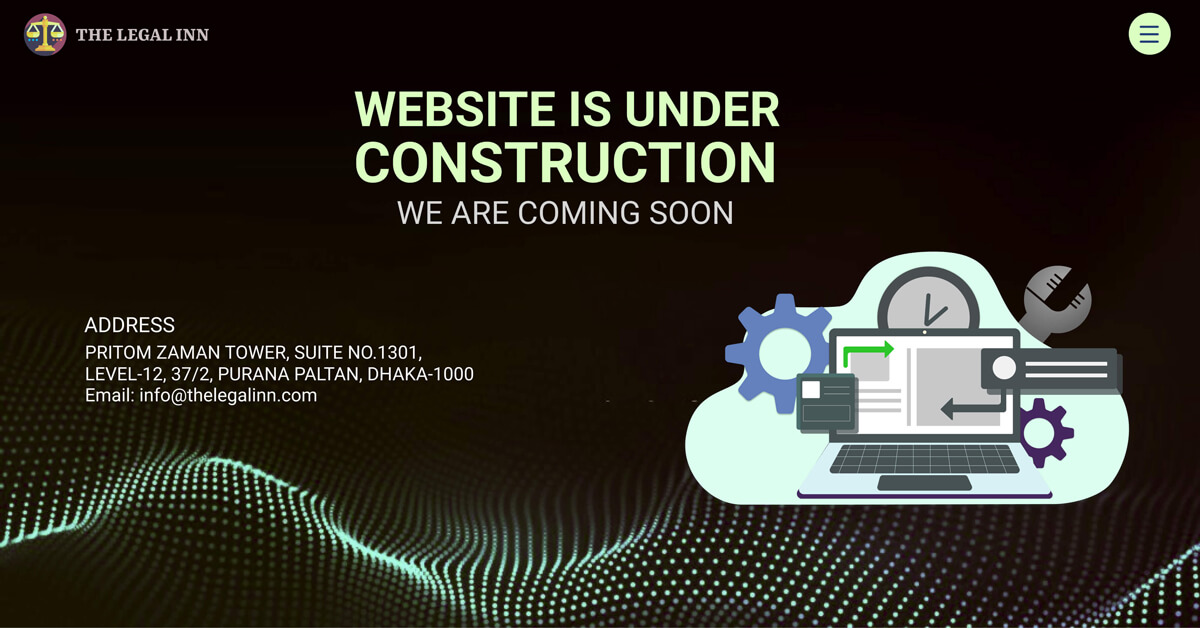 THE LEGAL INN
WEBSITE IS UNDER
CONSTRUCTION
WE ARE COMING SOON
ADDRESS
PRITOM ZAMAN TOWER, SUITE NO.1301,
LEVEL-12, 37/2, PURANA PALTAN, DHAKA-1000
Email: info@thelegalinn.com